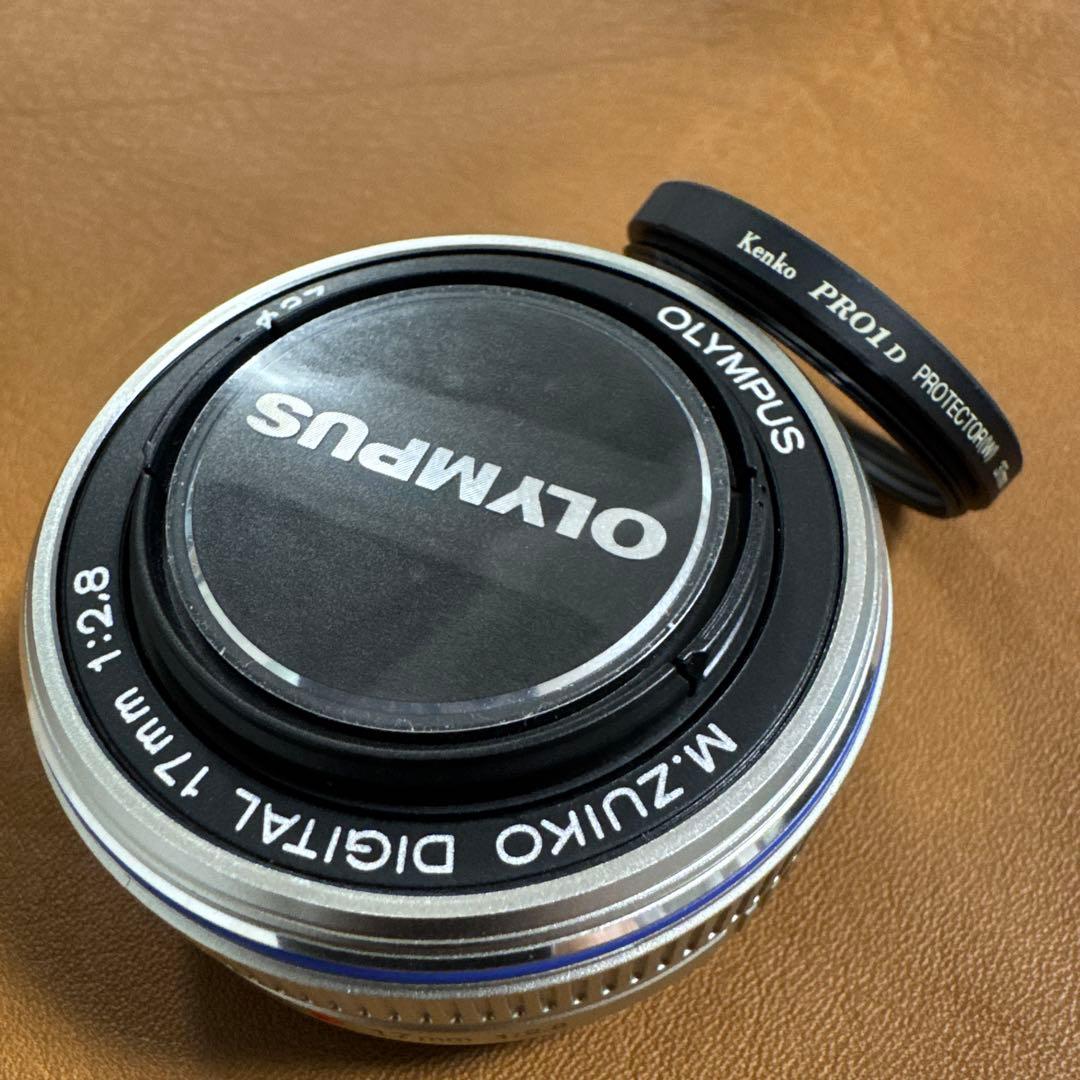 OLYMPUS
OLYMPUS
M.ZUIKO DIGITAL 17mm 1:2.8
Kenko PRO1D PROTECTOR(W)